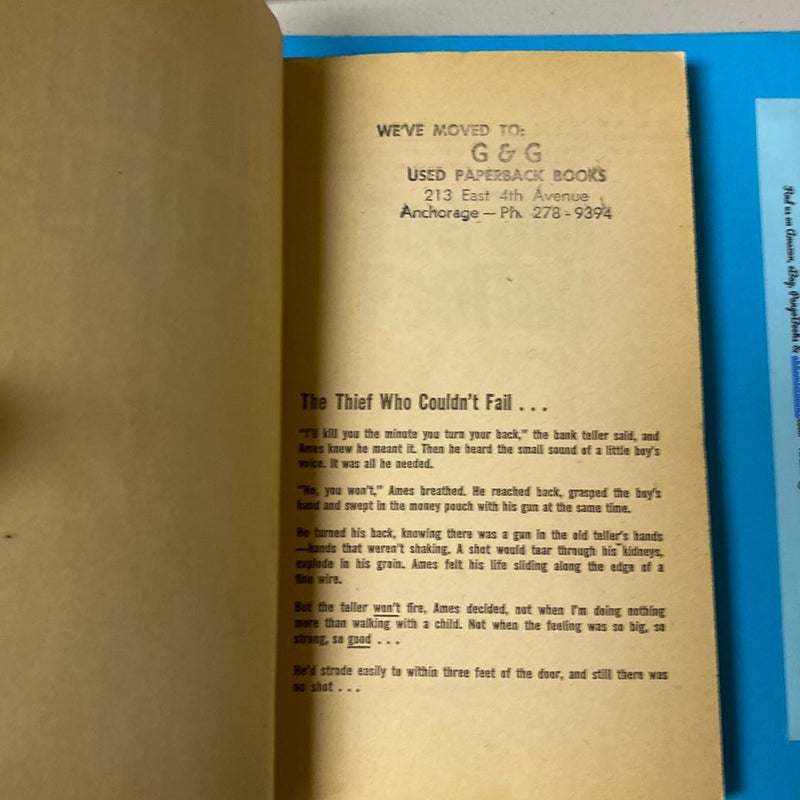 WE'VE MOVED TO:
G & G
USED PAPERBACK BOOKS
213 East 4th Avenue
Anchorage — Ph. 278-9394
The Thief Who Couldn't Fail . . .
"I'll kill you the minute you turn your back," the bank teller said, and
Ames knew he meant it. Then he heard the small sound of a little boy's
voice. It was all he needed.
"No, you won't," Ames breathed. He reached back, grasped the boy's
hand and swept in the money pouch with his gun at the same time.
He turned his back, knowing there was a gun in the old teller's hands
—hands that weren't shaking. A shot would tear through his kidneys,
explode in his groin. Ames felt his life sliding along the edge of a
fine wire.
But the teller won't fire, Ames decided, not when I'm doing nothing
more than walking with a child. Not when the feeling was so big, so
strong, so good . . .
He'd strode easily to within three feet of the door, and still there was
no shot . . .
Find us on Amazon, eBay, PangoBooks &